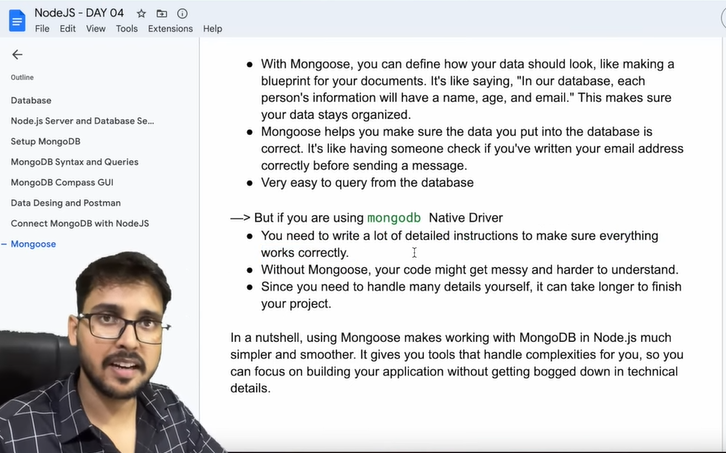 NodeJS - DAY 04
File Edit View Tools Extensions Help
Outline
Database
Node.js Server and Database Se...
Setup MongoDB
MongoDB Syntax and Queries
MongoDB Compass GUI
Data Desing and Postman
Connect MongoDB with NodeJS
Mongoose
● With Mongoose, you can define how your data should look, like making a
blueprint for your documents. It's like saying, "In our database, each
person's information will have a name, age, and email." This makes sure
your data stays organized.
● Mongoose helps you make sure the data you put into the database is
correct. It's like having someone check if you've written your email address
correctly before sending a message.
● Very easy to query from the database
—> But if you are using mongodb Native Driver
● You need to write a lot of detailed instructions to make sure everything
works correctly.
● Without Mongoose, your code might get messy and harder to understand.
● Since you need to handle many details yourself, it can take longer to finish
your project.
In a nutshell, using Mongoose makes working with MongoDB in Node.js much
simpler and smoother. It gives you tools that handle complexities for you, so you
can focus on building your application without getting bogged down in technical
details.